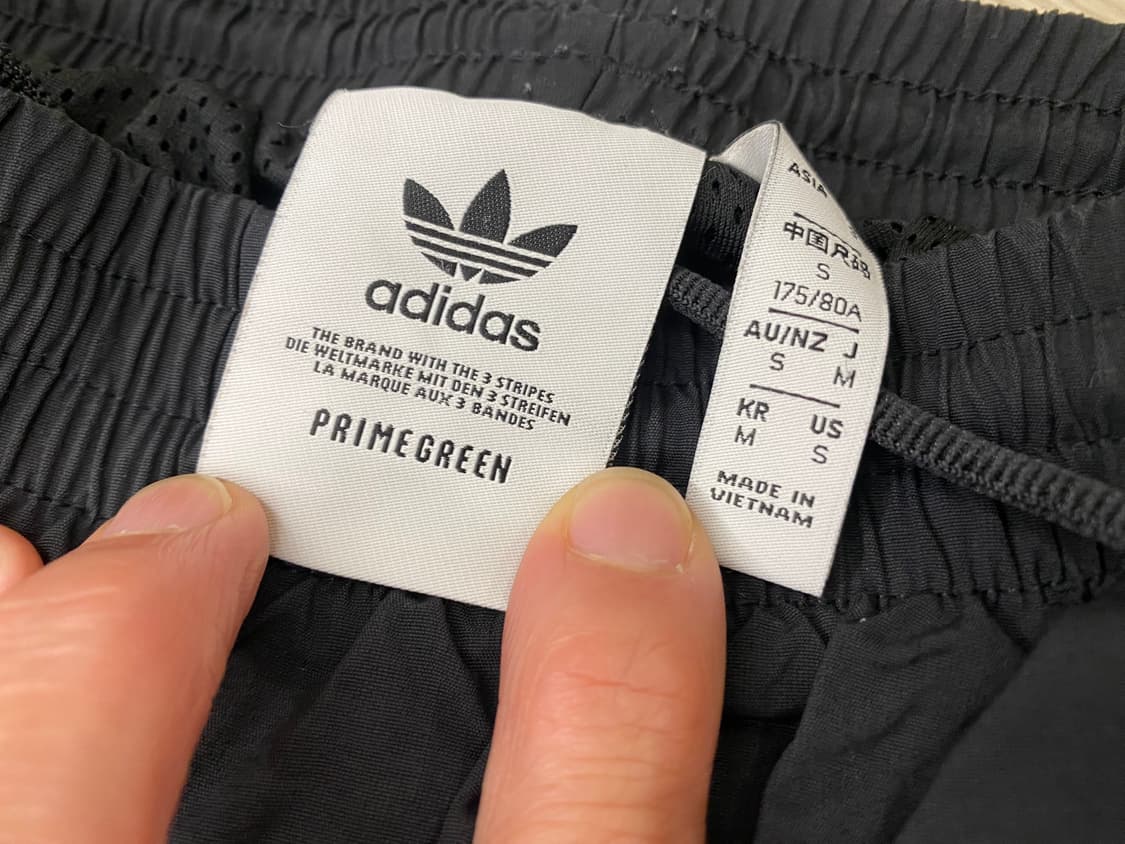 adidas
THE BRAND WITH THE 3 STRIPES
DIE WELTMARKE MIT DEN 3 STREIFEN
LA MARQUE AUX 3 BANDES
PRIMEGREEN
ASIA
中国尺码
S
175/80A
AU/NZ J
S M
KR US
M S
MADE IN
VIETNAM